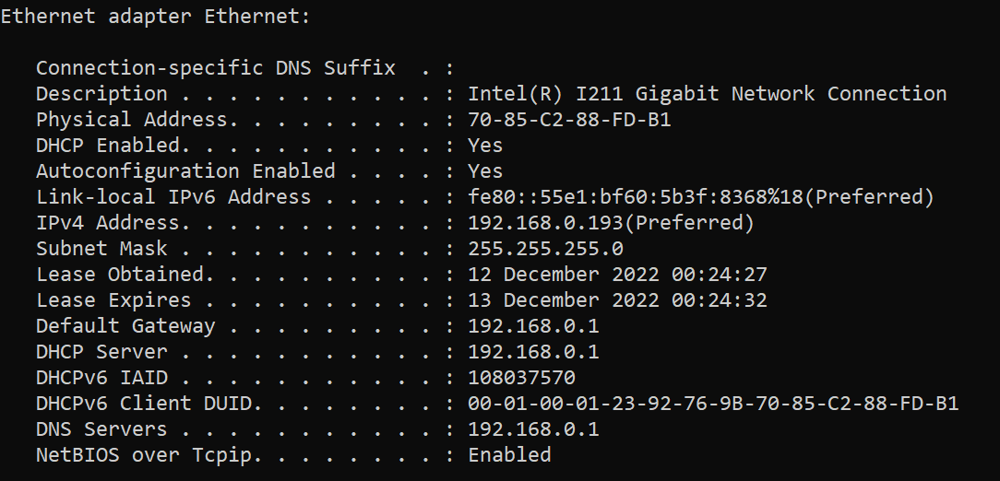 Ethernet adapter Ethernet:
Connection-specific DNS Suffix  . :
Description . . . . . . . . . . . : Intel(R) I211 Gigabit Network Connection
Physical Address. . . . . . . . . : 70-85-C2-88-FD-B1
DHCP Enabled. . . . . . . . . . . : Yes
Autoconfiguration Enabled . . . . : Yes
Link-local IPv6 Address . . . . . : fe80::55e1:bf60:5b3f:8368%18(Preferred)
IPv4 Address. . . . . . . . . . . : 192.168.0.193(Preferred)
Subnet Mask . . . . . . . . . . . : 255.255.255.0
Lease Obtained. . . . . . . . . . : 12 December 2022 00:24:27
Lease Expires . . . . . . . . . . : 13 December 2022 00:24:32
Default Gateway . . . . . . . . . : 192.168.0.1
DHCP Server . . . . . . . . . . . : 192.168.0.1
DHCPv6 IAID . . . . . . . . . . . : 108037570
DHCPv6 Client DUID. . . . . . . . : 00-01-00-01-23-92-76-9B-70-85-C2-88-FD-B1
DNS Servers . . . . . . . . . . . : 192.168.0.1
NetBIOS over Tcpip. . . . . . . . : Enabled